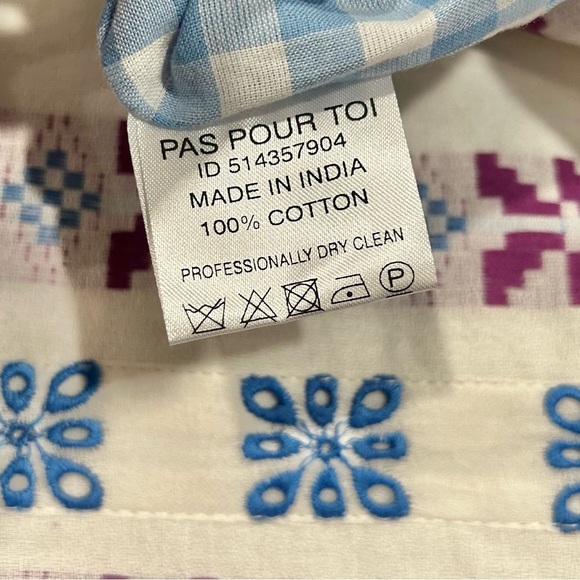 PAS POUR TOI
ID 514357904
MADE IN INDIA
100% COTTON
PROFESSIONALLY DRY CLEAN
P